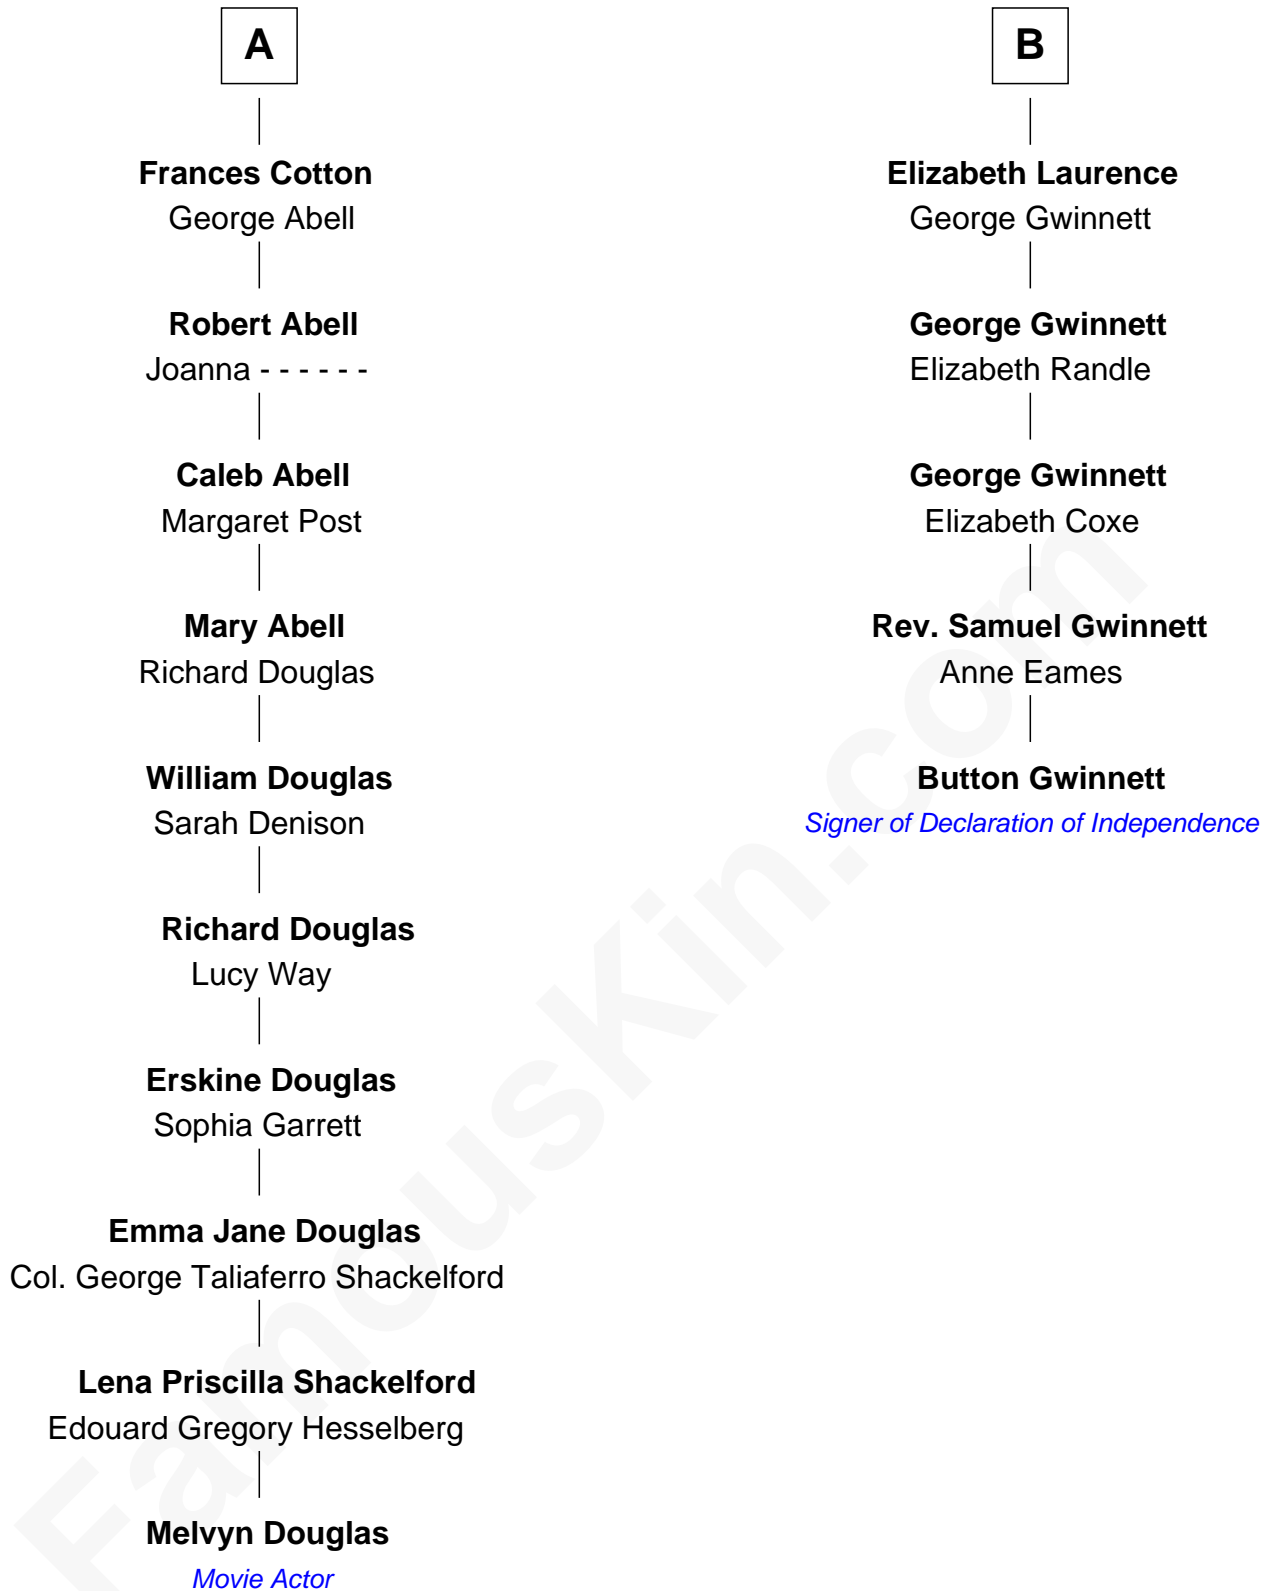 A
Frances Cotton
George Abell
Robert Abell
Joanna - - - - - -
Caleb Abell
Margaret Post
Mary Abell
Richard Douglas
William Douglas
Sarah Denison
Richard Douglas
Lucy Way
Erskine Douglas
Sophia Garrett
Emma Jane Douglas
Col. George Taliaferro Shackelford
Lena Priscilla Shackelford
Edouard Gregory Hesselberg
Melvyn Douglas
Movie Actor
B
Elizabeth Laurence
George Gwinnett
George Gwinnett
Elizabeth Randle
George Gwinnett
Elizabeth Coxe
Rev. Samuel Gwinnett
Anne Eames
Button Gwinnett
Signer of Declaration of Independence
FamousKin.com